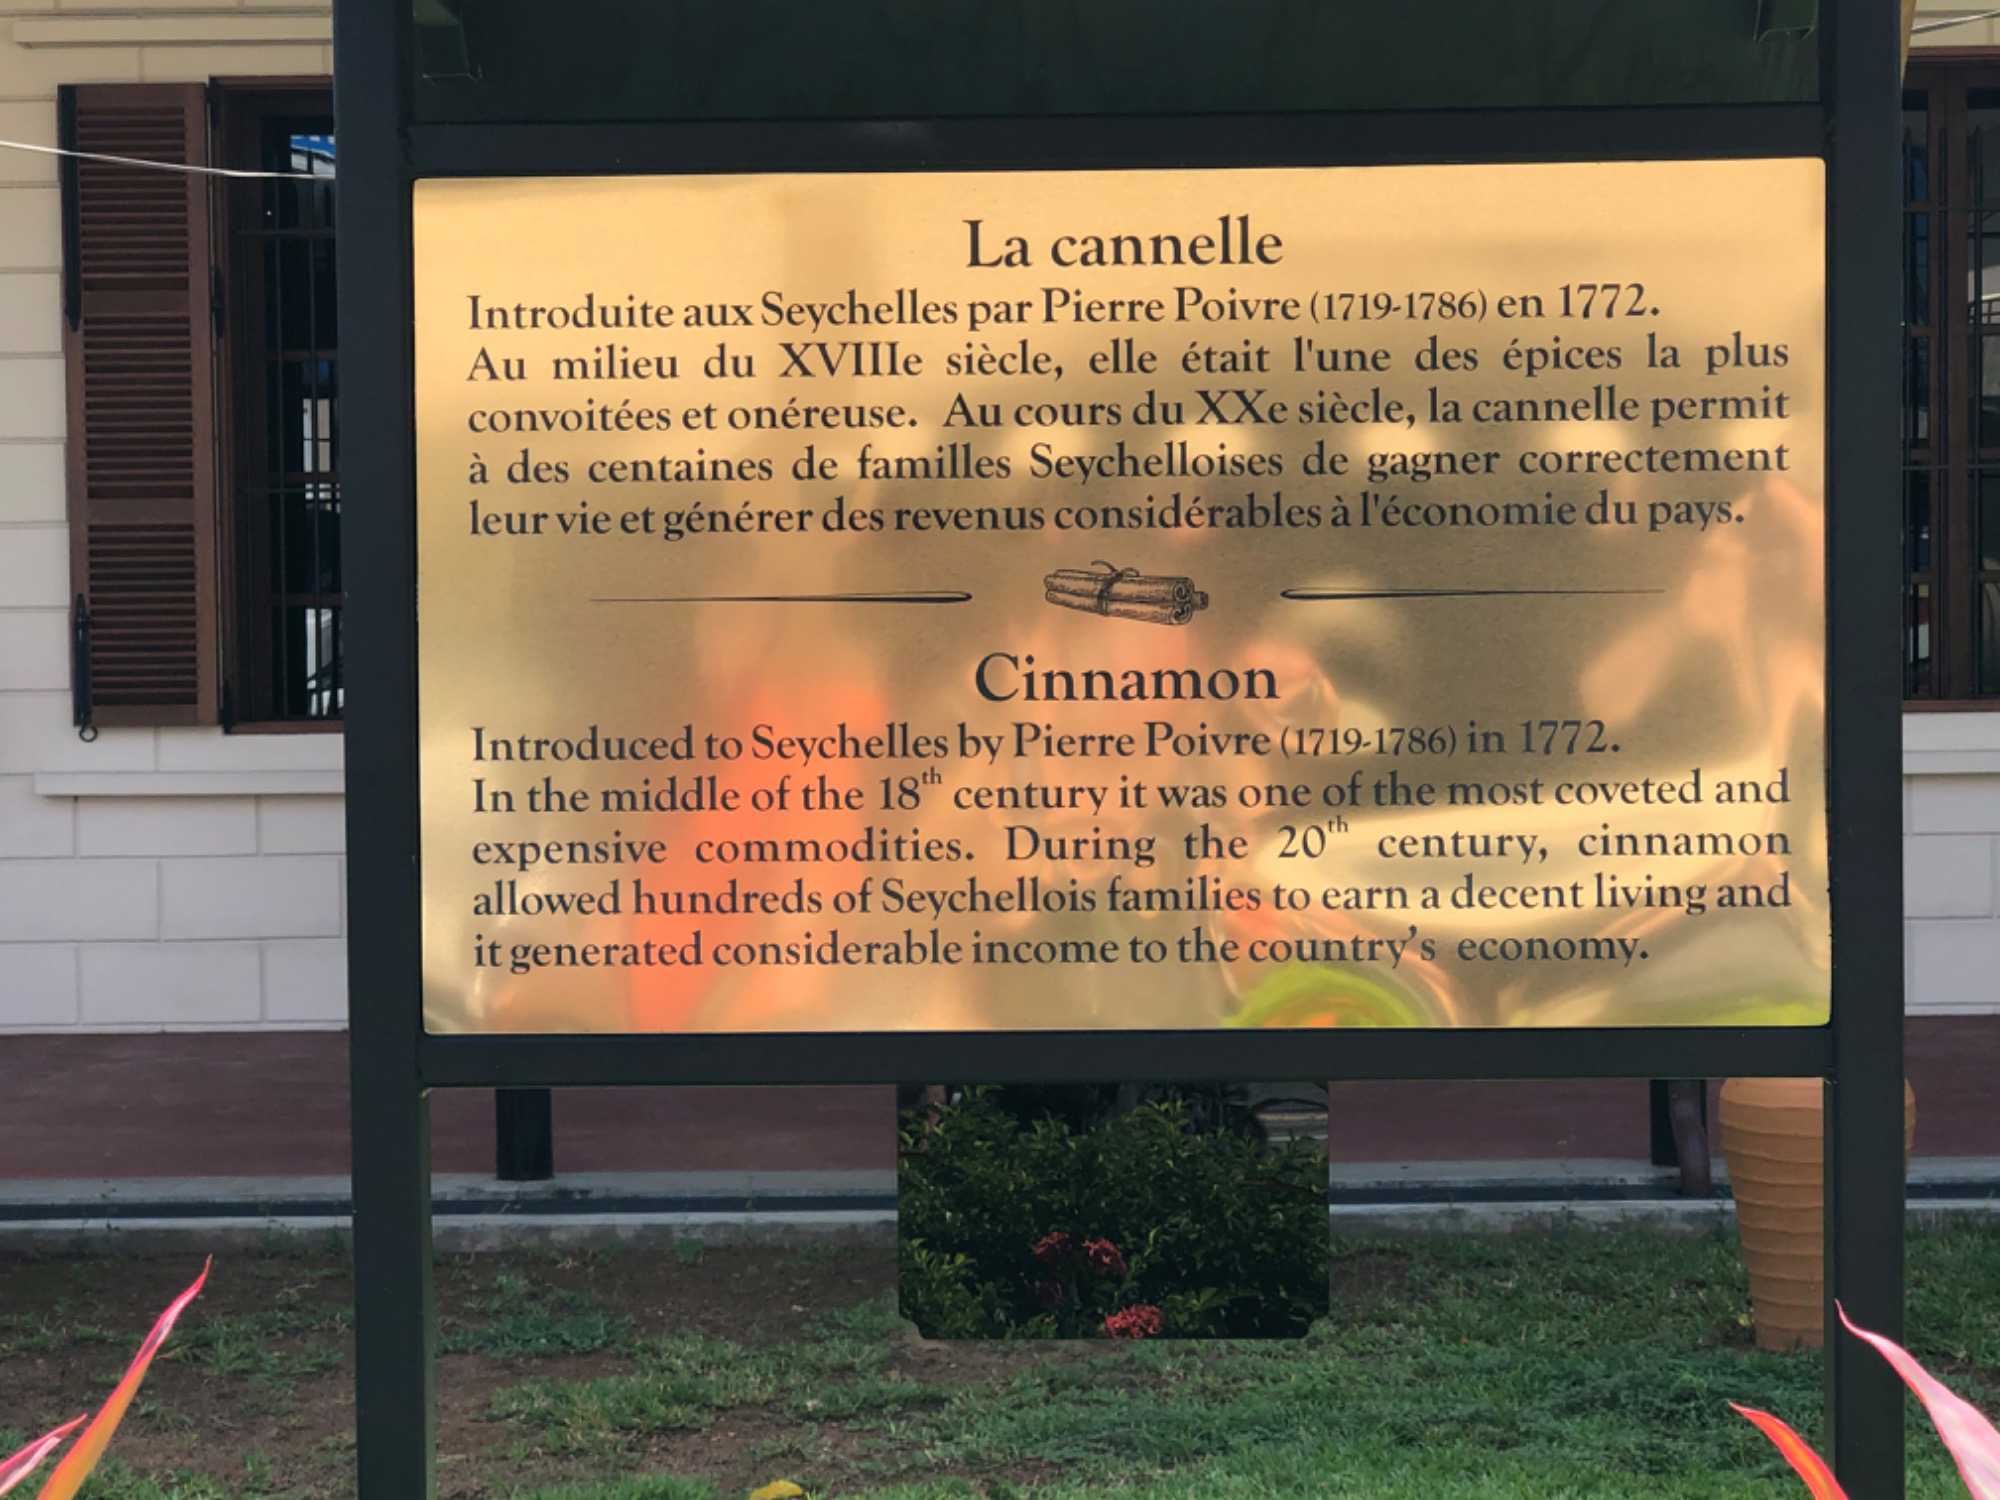 La cannelle
Introduite aux Seychelles par Pierre Poivre (1719-1786) en 1772.
Au milieu du XVIIIe siècle, elle était l'une des épices la plus
convoitées et onéreuse. Au cours du XXe siècle, la cannelle permit
à des centaines de familles Seychelloises de gagner correctement
leur vie et générer des revenus considérables à l'économie du pays.
Cinnamon
Introduced to Seychelles by Pierre Poivre (1719-1786) in 1772.
In the middle of the 18th century it was one of the most coveted and
expensive commodities. During the 20th century, cinnamon
allowed hundreds of Seychellois families to earn a decent living and
it generated considerable income to the country's economy.